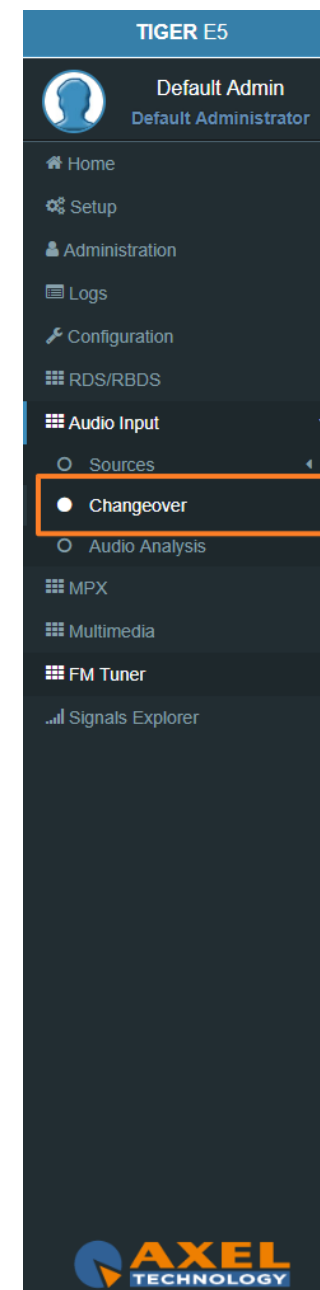 TIGER E5
Default Admin
Default Administrator
Home
Setup
Administration
Logs
Configuration
RDS/RBDS
Audio Input
Sources
Changeover
Audio Analysis
MPX
Multimedia
FM Tuner
Signals Explorer
AXEL
TECHNOLOGY